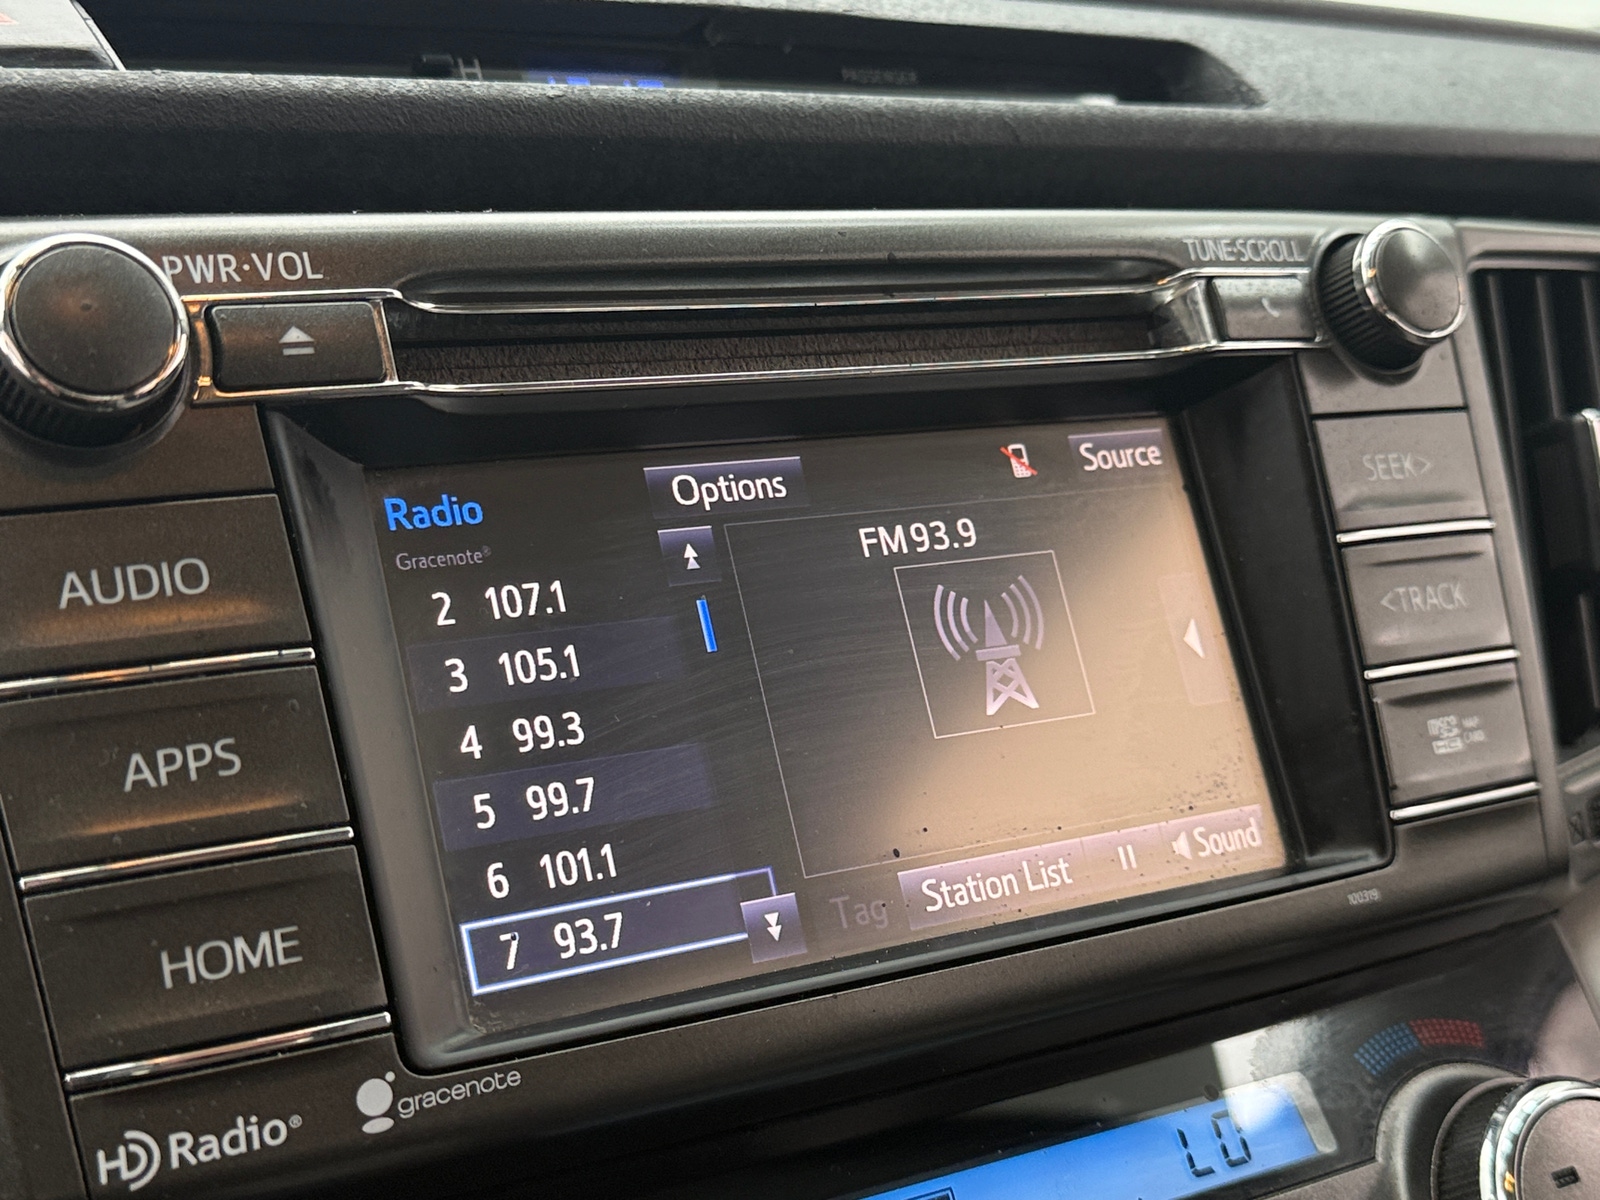 PASSENGER
PWR·VOL
TUNE·SCROLL
AUDIO
APPS
HOME
SEEK>
<TRACK
Radio
Options
Source
Gracenote®
FM 93.9
2 107.1
3 105.1
4 99.3
5 99.7
6 101.1
7 93.7
Tag
Station List
Sound
100319
HD Radio®
gracenote
LO